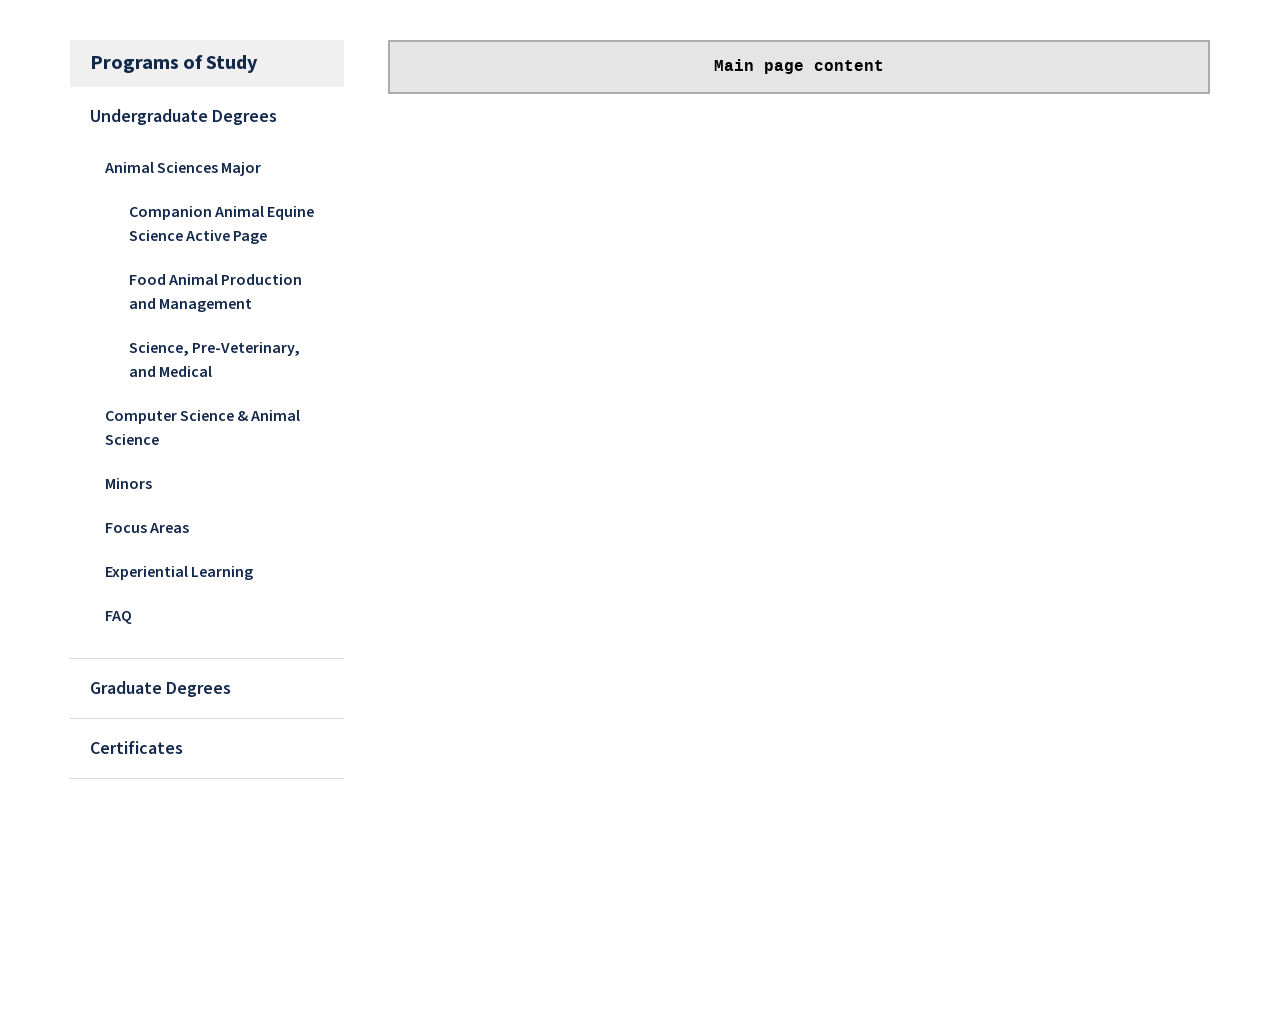 Programs of Study
Undergraduate Degrees
Animal Sciences Major
Companion Animal Equine
Science Active Page
Food Animal Production
and Management
Science, Pre-Veterinary,
and Medical
Computer Science & Animal
Science
Minors
Focus Areas
Experiential Learning
FAQ
Graduate Degrees
Certificates
Main page content